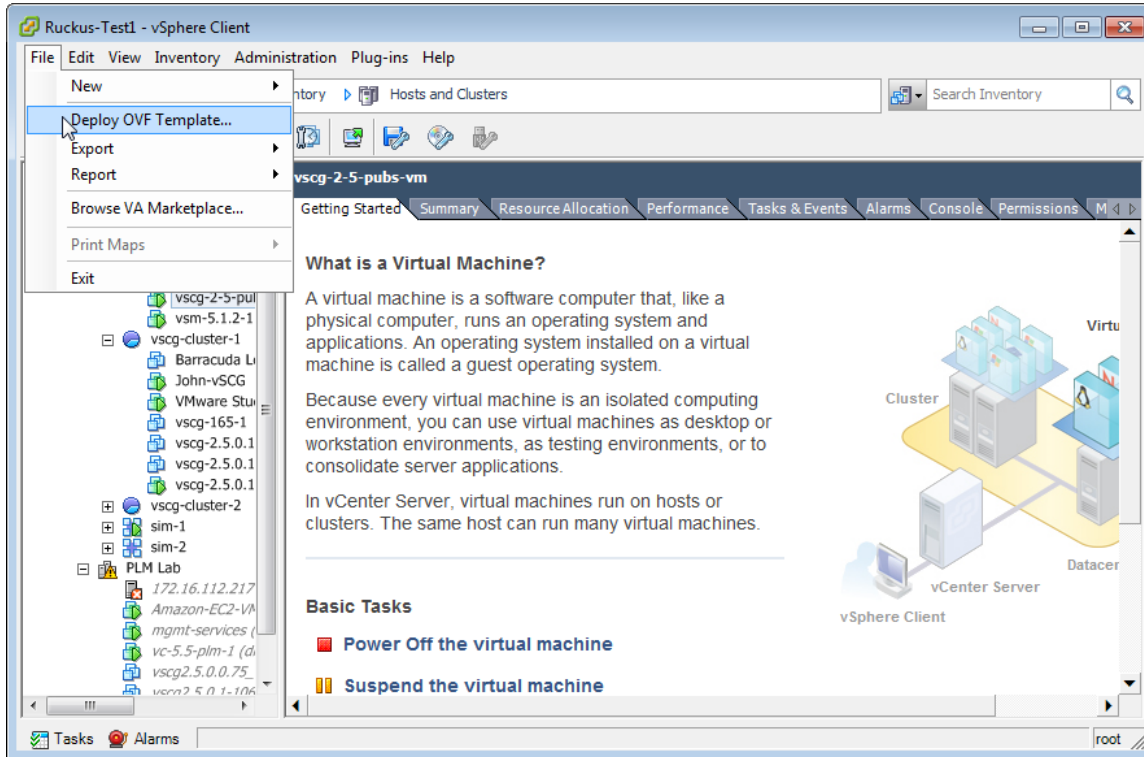 Ruckus-Test1 - vSphere Client
File Edit View Inventory Administration Plug-ins Help
New
Deploy OVF Template...
Export
Report
Browse VA Marketplace...
Print Maps
Exit
ntory Hosts and Clusters
Search Inventory
vscg-2-5-pubs-vm
Getting Started Summary Resource Allocation Performance Tasks & Events Alarms Console Permissions M
vscg-2-5-pul
vsm-5.1.2-1
vscg-cluster-1
Barracuda L
John-vSCG
VMware Stu
vscg-165-1
vscg-2.5.0.1
vscg-2.5.0.1
vscg-2.5.0.1
vscg-cluster-2
sim-1
sim-2
PLM Lab
172.16.112.217
Amazon-EC2-VM
mgmt-services (
vc-5.5-plm-1 (di
vscg2.5.0.0.75_
vscg2.5.0.1-106
What is a Virtual Machine?
A virtual machine is a software computer that, like a
physical computer, runs an operating system and
applications. An operating system installed on a virtual
machine is called a guest operating system.
Because every virtual machine is an isolated computing
environment, you can use virtual machines as desktop or
workstation environments, as testing environments, or to
consolidate server applications.
In vCenter Server, virtual machines run on hosts or
clusters. The same host can run many virtual machines.
Basic Tasks
Power Off the virtual machine
Suspend the virtual machine
Virtu
Cluster
Datacer
vCenter Server
vSphere Client
Tasks Alarms
root